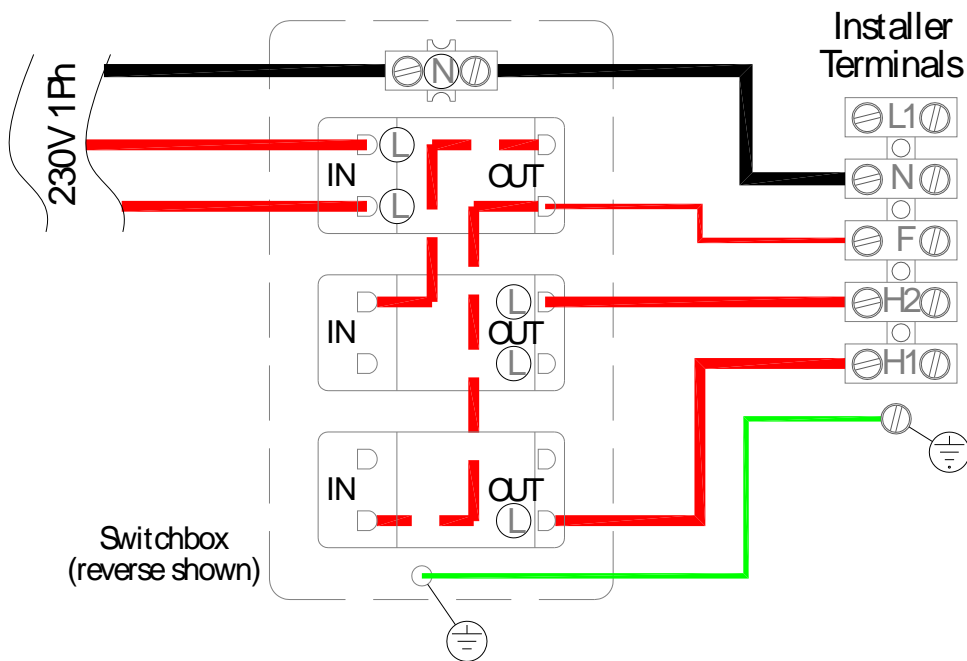 Installer
Terminals
230V 1Ph
N
L1
L
IN
OUT
N
L
F
L
H2
IN
OUT
L
H1
IN
OUT
L
Switchbox
(reverse shown)